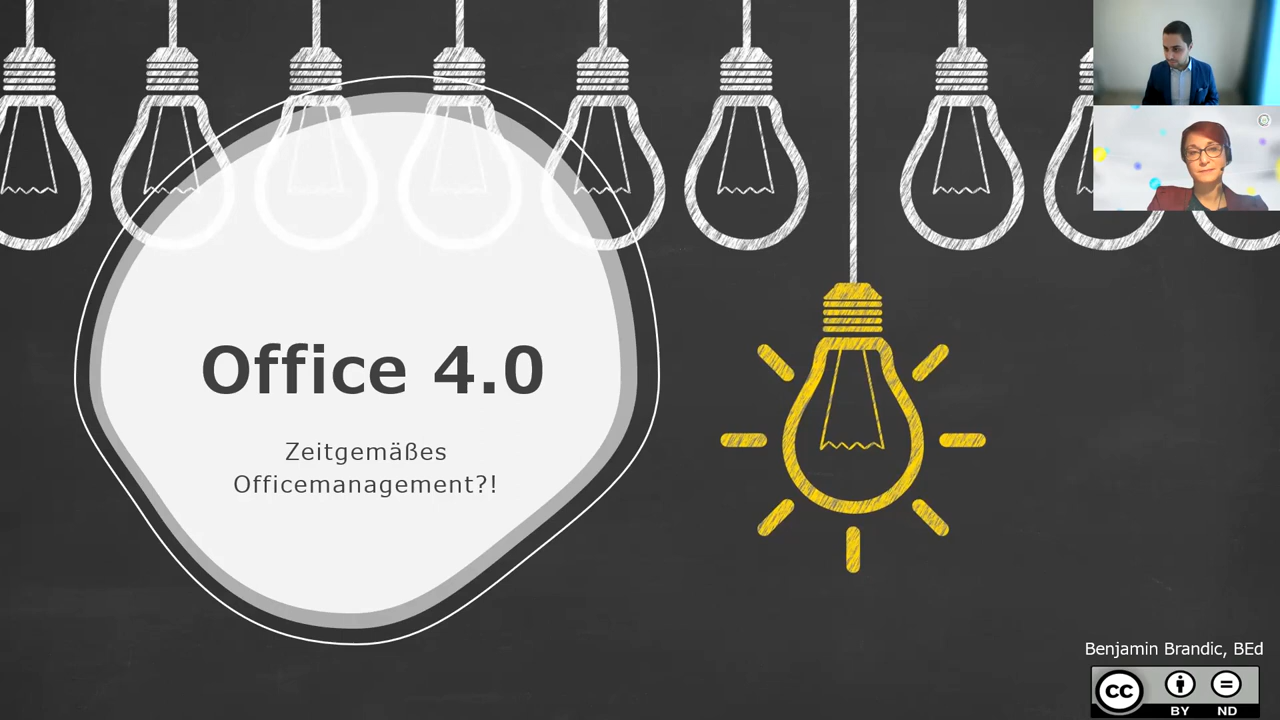 Office 4.0
Zeitgemäßes
Officemanagement?!
Benjamin Brandic, BEd
cc
BY ND